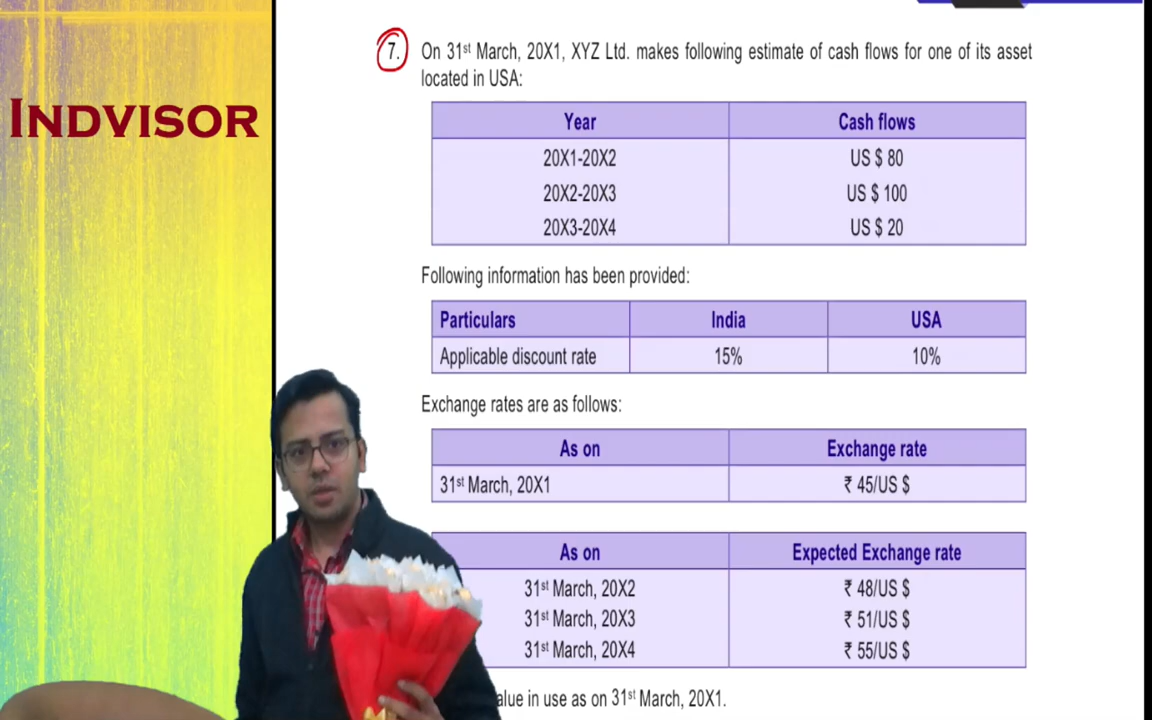 INDVISOR
7. On 31st March, 20X1, XYZ Ltd. makes following estimate of cash flows for one of its asset
located in USA:
Year Cash flows
20X1-20X2 US $ 80
20X2-20X3 US $ 100
20X3-20X4 US $ 20
Following information has been provided:
Particulars India USA
Applicable discount rate 15% 10%
Exchange rates are as follows:
As on Exchange rate
31st March, 20X1 ₹ 45/US $
As on Expected Exchange rate
31st March, 20X2 ₹ 48/US $
31st March, 20X3 ₹ 51/US $
31st March, 20X4 ₹ 55/US $
in use as on 31st March, 20X1.